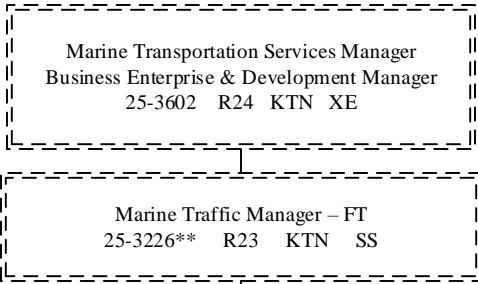 Marine Transportation Services Manager
Business Enterprise & Development Manager
25-3602 R24 KTN XE
Marine Traffic Manager – FT
25-3226** R23 KTN SS